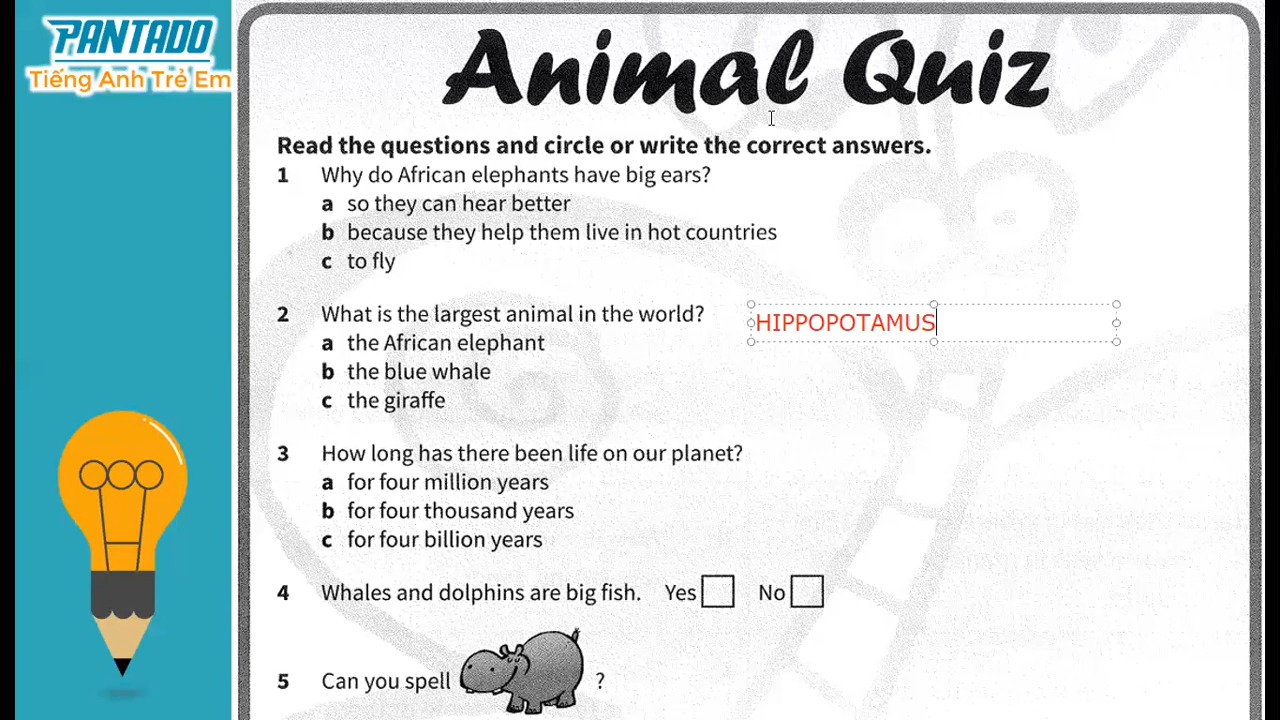 PANTADO
Tiếng Anh Trẻ Em
Animal Quiz
Read the questions and circle or write the correct answers.
1 Why do African elephants have big ears?
a so they can hear better
b because they help them live in hot countries
c to fly
2 What is the largest animal in the world?
HIPPOPOTAMUS
a the African elephant
b the blue whale
c the giraffe
3 How long has there been life on our planet?
a for four million years
b for four thousand years
c for four billion years
4 Whales and dolphins are big fish. Yes No
5 Can you spell ?